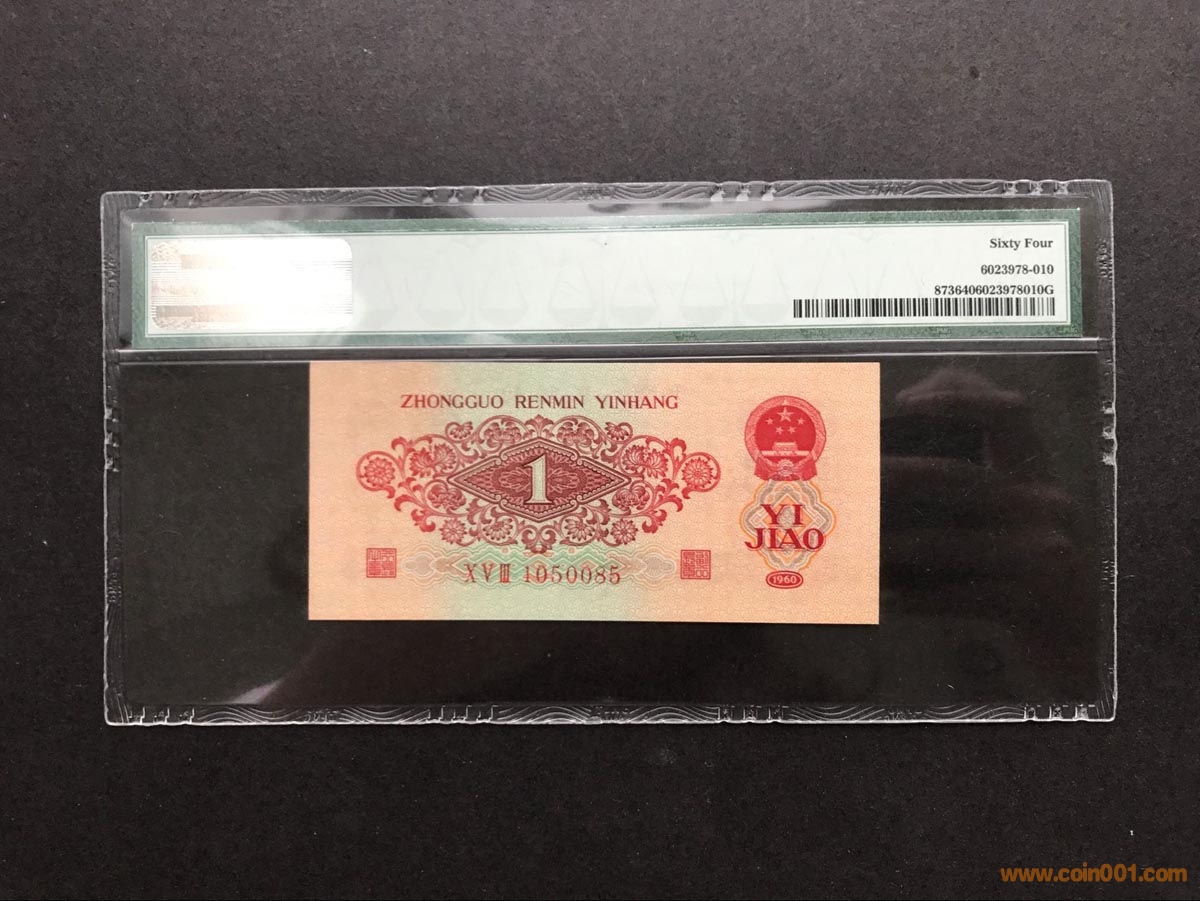 Sixty Four
6023978-010
8736406023978010G
ZHONGGUO RENMIN YINHANG
1
YI
JIAO
XVⅢ 1050085
1960
www.coin001.com